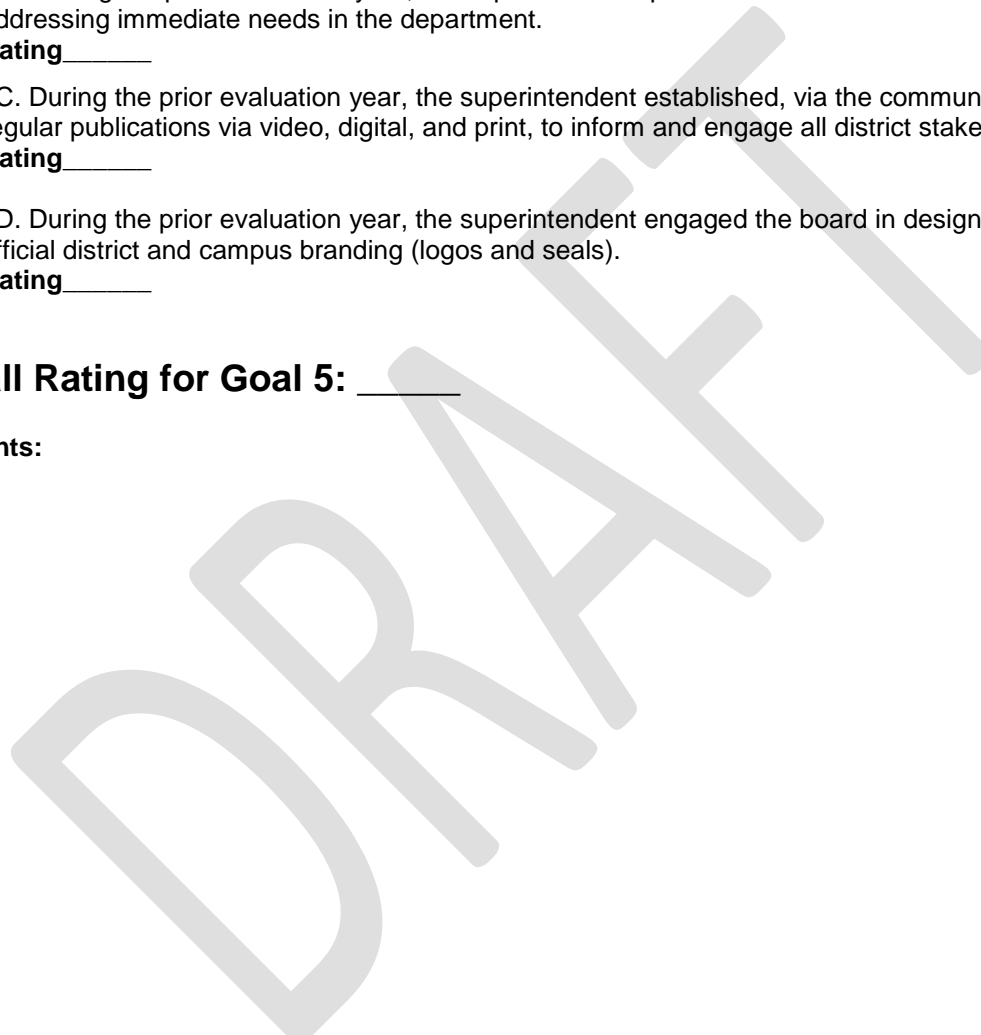 ddressing immediate needs in the department.
ating______
C. During the prior evaluation year, the superintendent established, via the commun
egular publications via video, digital, and print, to inform and engage all district stake
ating______
D. During the prior evaluation year, the superintendent engaged the board in design
fficial district and campus branding (logos and seals).
ating______
ll Rating for Goal 5: _____
nts:
DRAFT